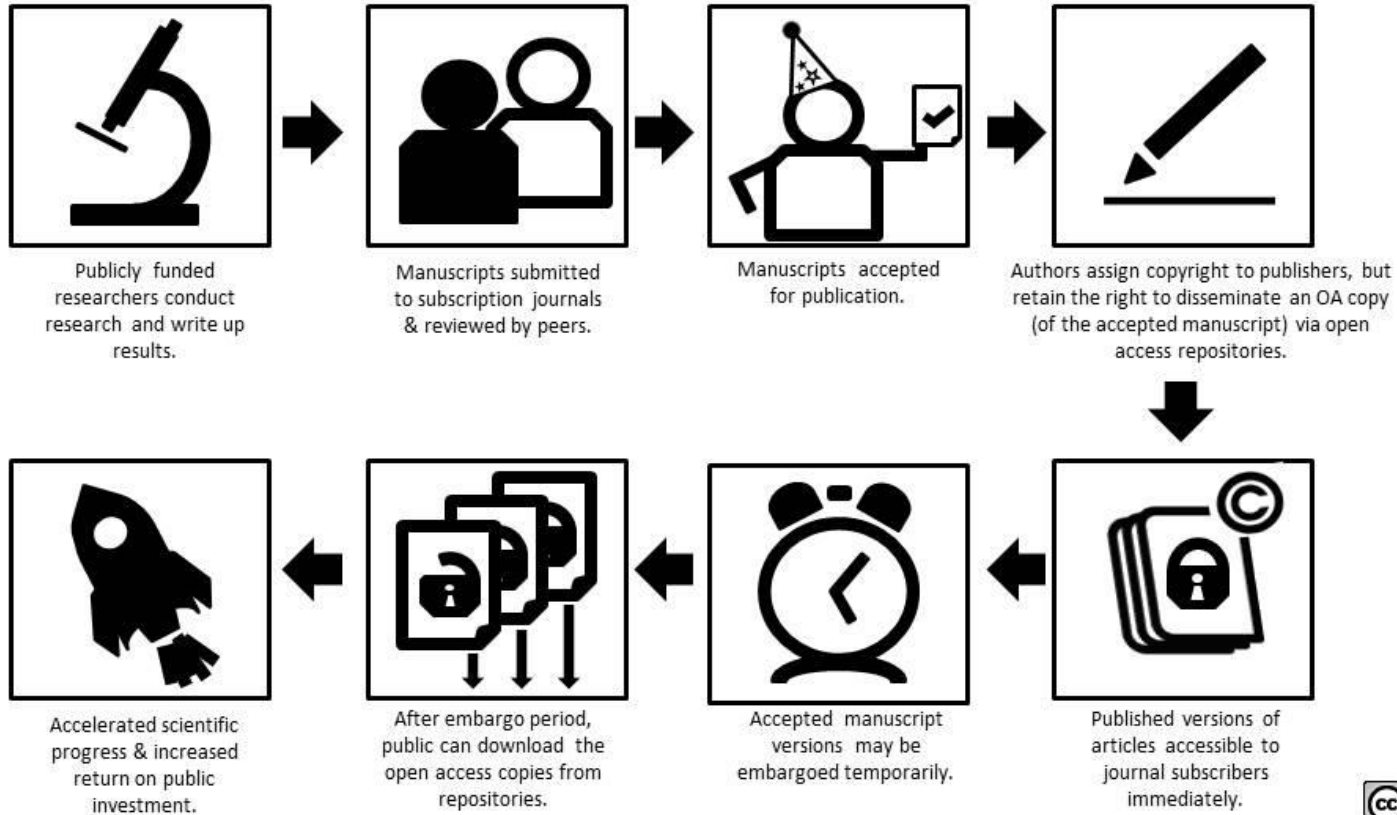 Publicly funded
researchers conduct
research and write up
results.
Manuscripts submitted
to subscription journals
& reviewed by peers.
Manuscripts accepted
for publication.
Authors assign copyright to publishers, but
retain the right to disseminate an OA copy
(of the accepted manuscript) via open
access repositories.
C
Published versions of
articles accessible to
journal subscribers
immediately.
Accepted manuscript
versions may be
embargoed temporarily.
After embargo period,
public can download the
open access copies from
repositories.
Accelerated scientific
progress & increased
return on public
investment.
cc